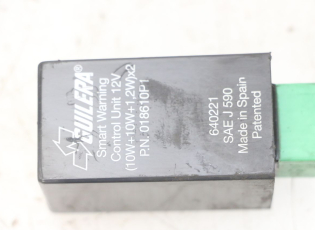 GUILERA
Smart Warning
Control Unit 12V
(10W+10W+1,2W)x2
P.N.: 018610P1
640221
SAE J 590
Made in Spain
Patented